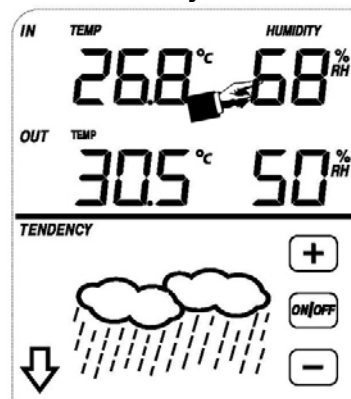 IN TEMP HUMIDITY
26.8 °C 68 % RH
OUT TEMP
30.5 °C 50 % RH
TENDENCY
+
ON/OFF
−